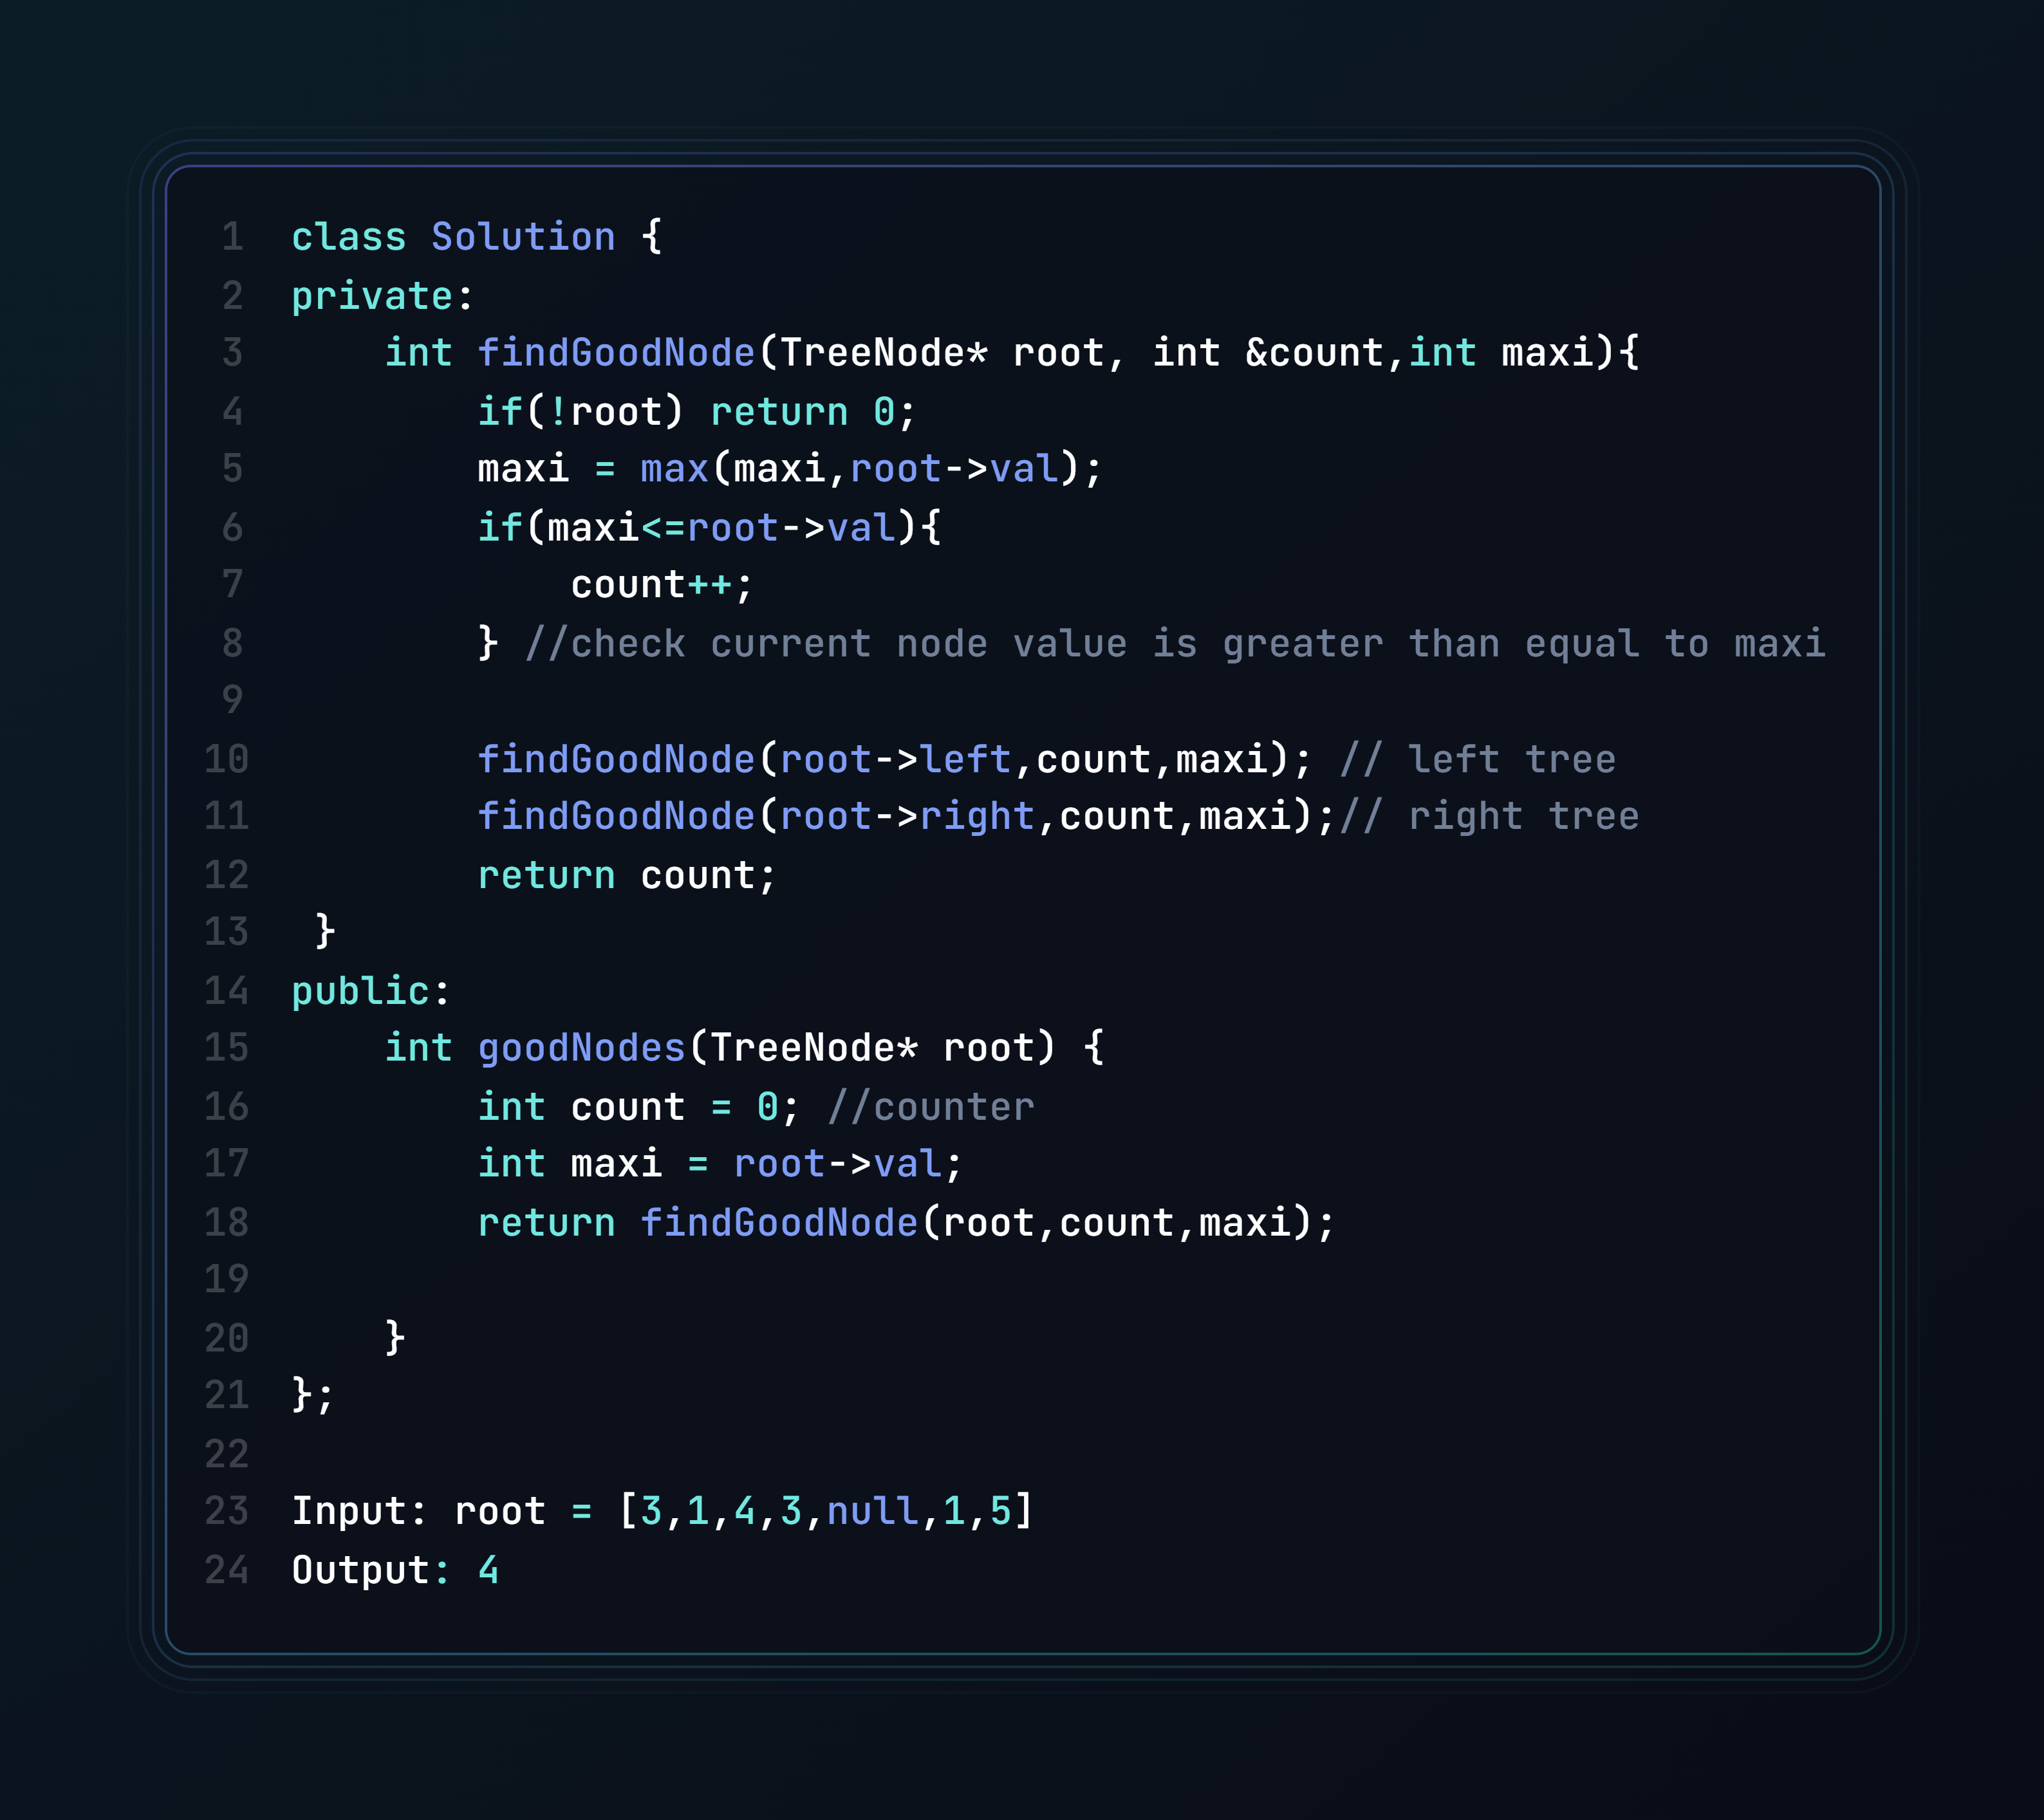 1 class Solution {
2 private:
3     int findGoodNode(TreeNode* root, int &count,int maxi){
4         if(!root) return 0;
5         maxi = max(maxi,root->val);
6         if(maxi<=root->val){
7             count++;
8         } //check current node value is greater than equal to maxi
9
10         findGoodNode(root->left,count,maxi); // left tree
11         findGoodNode(root->right,count,maxi);// right tree
12         return count;
13  }
14 public:
15     int goodNodes(TreeNode* root) {
16         int count = 0; //counter
17         int maxi = root->val;
18         return findGoodNode(root,count,maxi);
19
20     }
21 };
22
23 Input: root = [3,1,4,3,null,1,5]
24 Output: 4